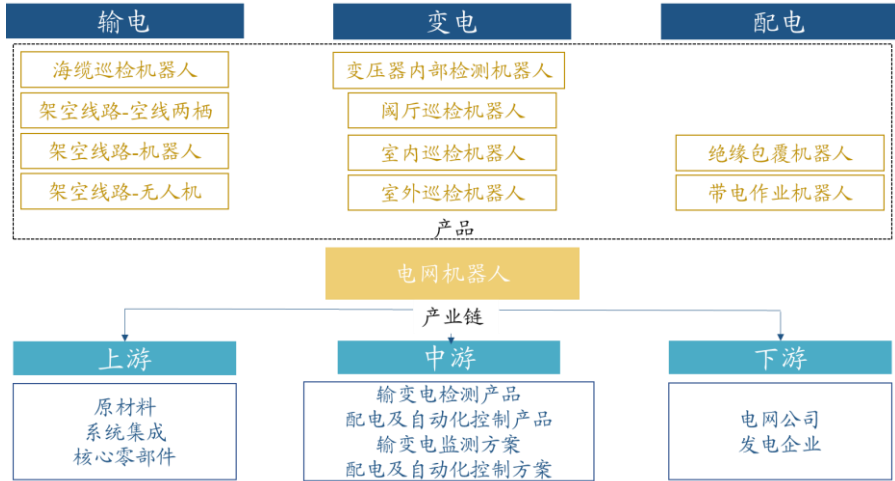 输电
变电
配电
海缆巡检机器人
变压器内部检测机器人
架空线路-空线两栖
阈厅巡检机器人
架空线路-机器人
室内巡检机器人
绝缘包覆机器人
架空线路-无人机
室外巡检机器人
带电作业机器人
产品
电网机器人
产业链
上游
中游
下游
原材料
系统集成
核心零部件
输变电检测产品
配电及自动化控制产品
输变电监测方案
配电及自动化控制方案
电网公司
发电企业